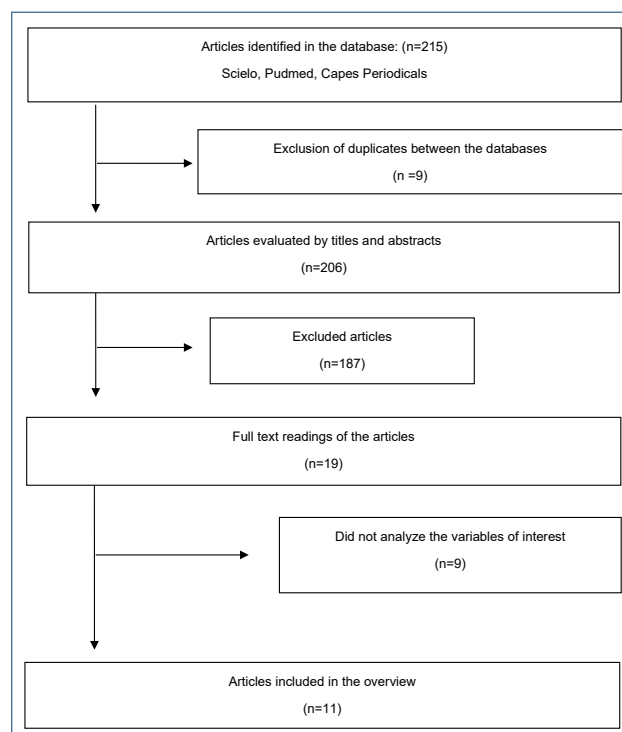 Articles identified in the database: (n=215)
Scielo, Pudmed, Capes Periodicals
Exclusion of duplicates between the databases
(n =9)
Articles evaluated by titles and abstracts
(n=206)
Excluded articles
(n=187)
Full text readings of the articles
(n=19)
Did not analyze the variables of interest
(n=9)
Articles included in the overview
(n=11)